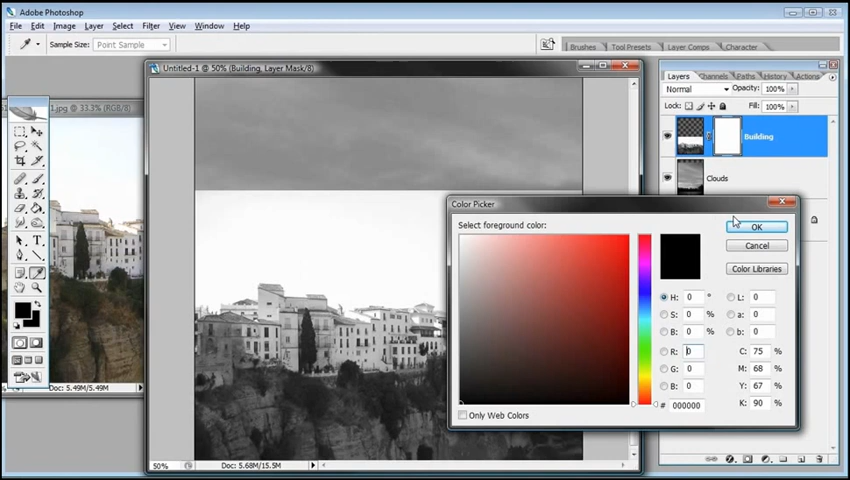 Adobe Photoshop
File Edit Image Layer Select Filter View Window Help
Sample Size: Point Sample
Brushes Tool Presets Layer Comps Character
1.jpg @ 33.3% (RGB/8)
Untitled-1 @ 50% (Building, Layer Mask/8)
Layers Channels Paths History Actions
Normal Opacity: 100%
Lock: Fill: 100%
Building
Clouds
Color Picker
Select foreground color:
OK
Cancel
Color Libraries
H: 0 ° L: 0
S: 0 % a: 0
B: 0 % b: 0
R: 0 C: 75 %
G: 0 M: 68 %
B: 0 Y: 67 %
# 000000 K: 90 %
Only Web Colors
Doc: 5.49M/5.49M
50% Doc: 5.68M/15.5M